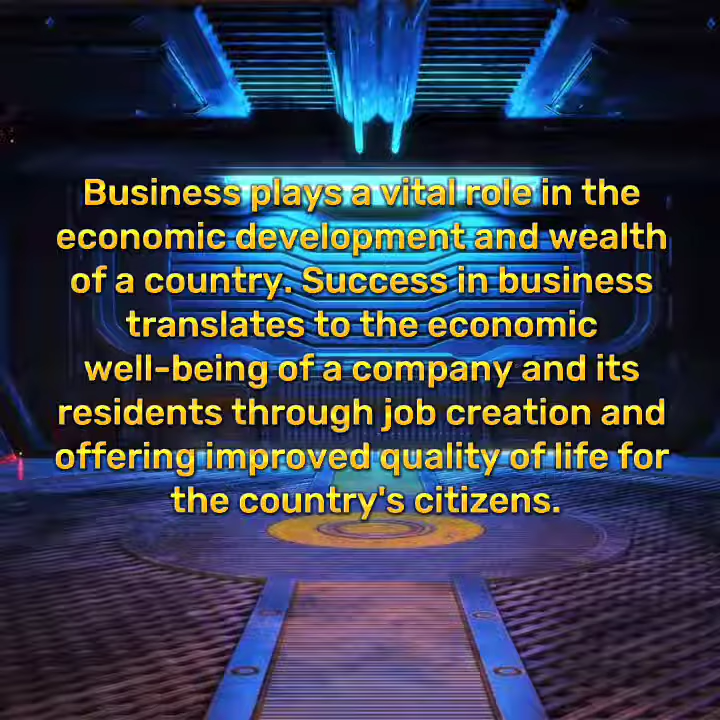 Business plays a vital role in the
economic development and wealth
of a country. Success in business
translates to the economic
well-being of a company and its
residents through job creation and
offering improved quality of life for
the country's citizens.